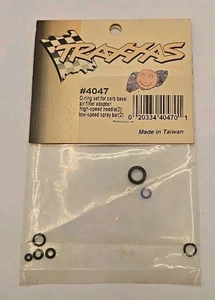 TRAXXAS
#4047
O-ring set for carb base/
air filter adapter/
high-speed needle(2)/
low-speed spray bar(2)
0 20334 40470 1
Made in Taiwan